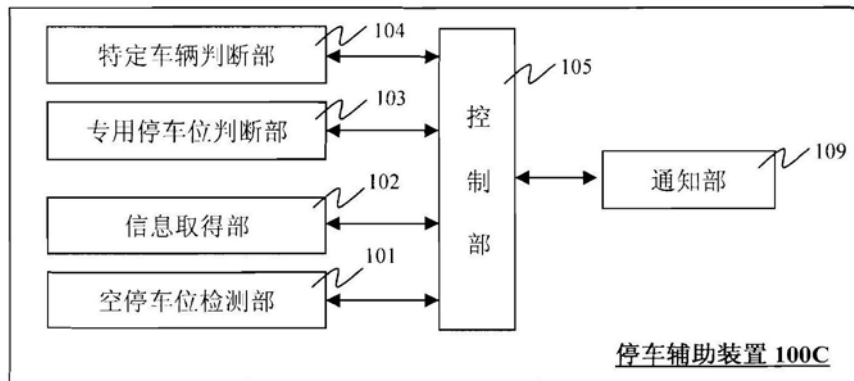 特定车辆判断部
104
专用停车位判断部
103
信息取得部
102
空停车位检测部
101
控制部
105
通知部
109
停车辅助装置 100C